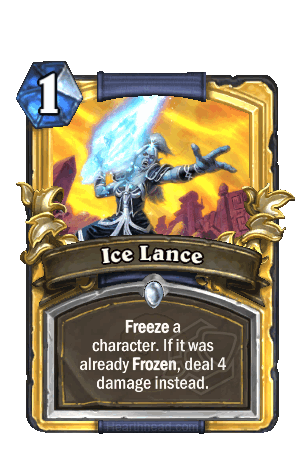 1
Ice Lance
Freeze a
character. If it was
already Frozen, deal 4
damage instead.